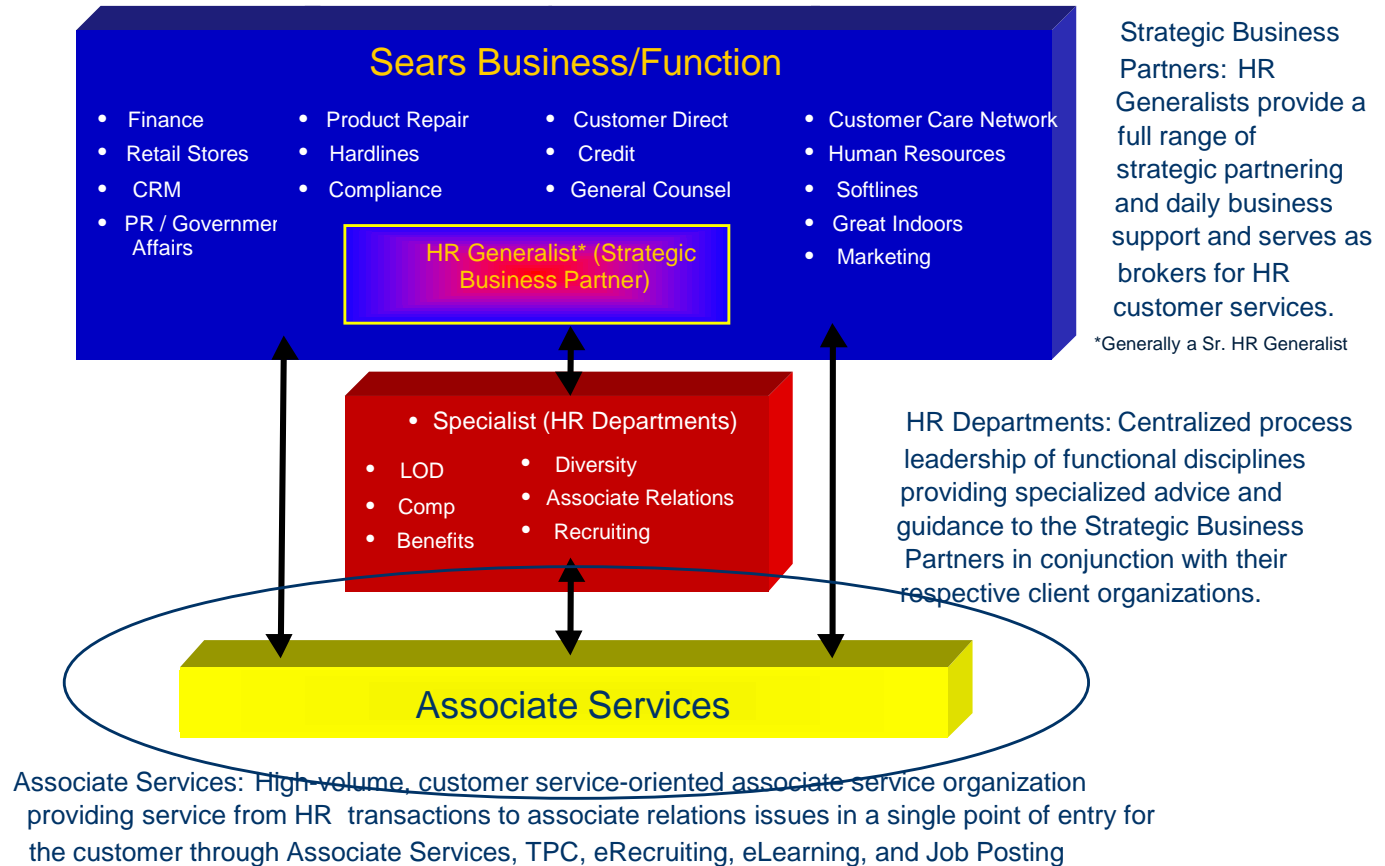 Sears Business/Function
• Finance
• Retail Stores
• CRM
• PR / Governmen
Affairs
• Product Repair
• Hardlines
• Compliance
• Customer Direct
• Credit
• General Counsel
• Customer Care Network
• Human Resources
• Softlines
• Great Indoors
• Marketing
HR Generalist* (Strategic
Business Partner)
Strategic Business
Partners: HR
Generalists provide a
full range of
strategic partnering
and daily business
support and serves as
brokers for HR
customer services.
*Generally a Sr. HR Generalist
• Specialist (HR Departments)
• LOD
• Comp
• Benefits
• Diversity
• Associate Relations
• Recruiting
HR Departments: Centralized process
leadership of functional disciplines
providing specialized advice and
guidance to the Strategic Business
Partners in conjunction with their
respective client organizations.
Associate Services
Associate Services: High-volume, customer service-oriented associate service organization
providing service from HR transactions to associate relations issues in a single point of entry for
the customer through Associate Services, TPC, eRecruiting, eLearning, and Job Posting